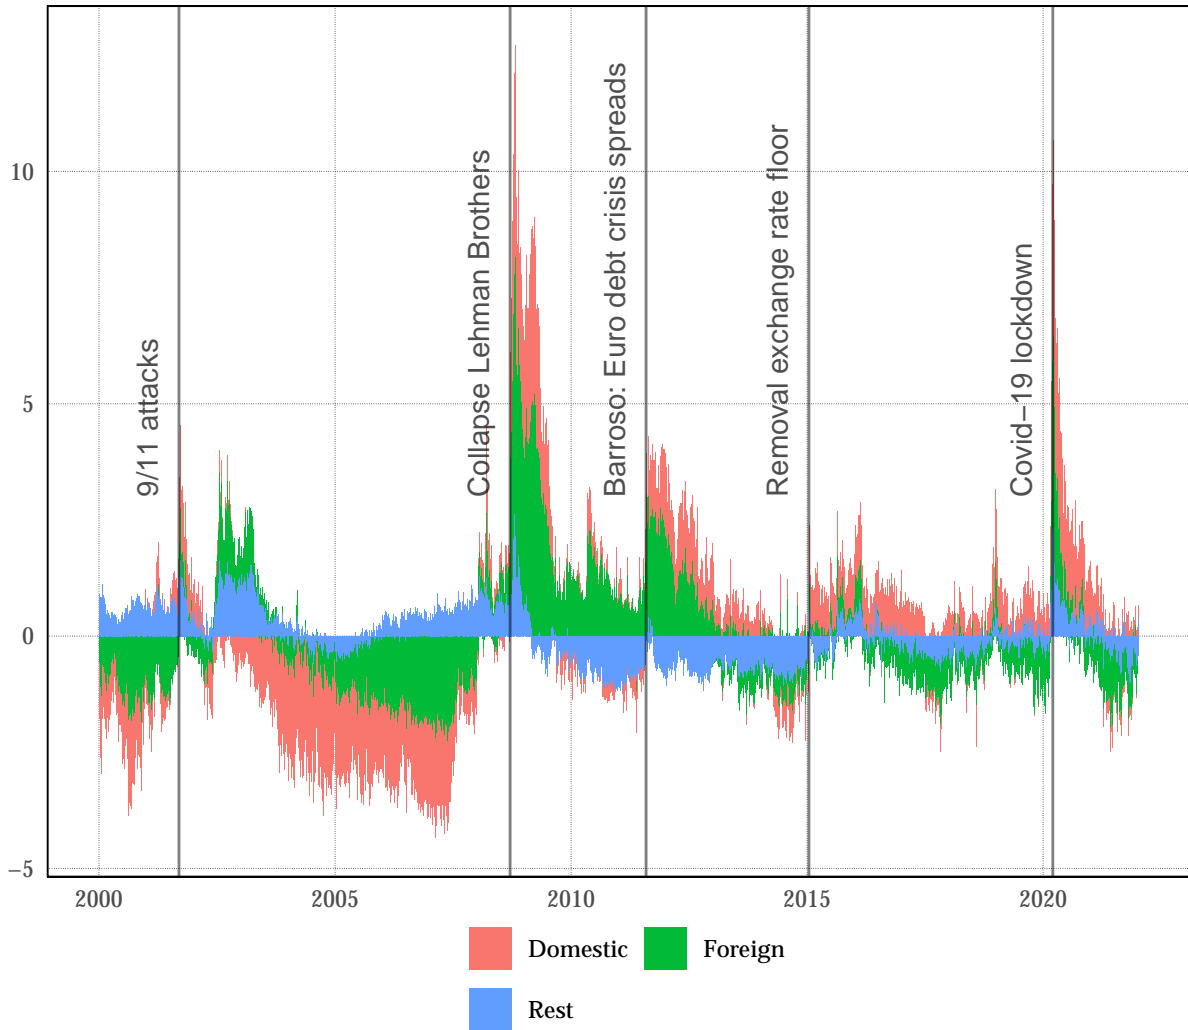 10
5
0
−5
9/11 attacks
Collapse Lehman Brothers
Barroso: Euro debt crisis spreads
Removal exchange rate floor
Covid−19 lockdown
2000 2005 2010 2015 2020
Domestic Foreign
Rest